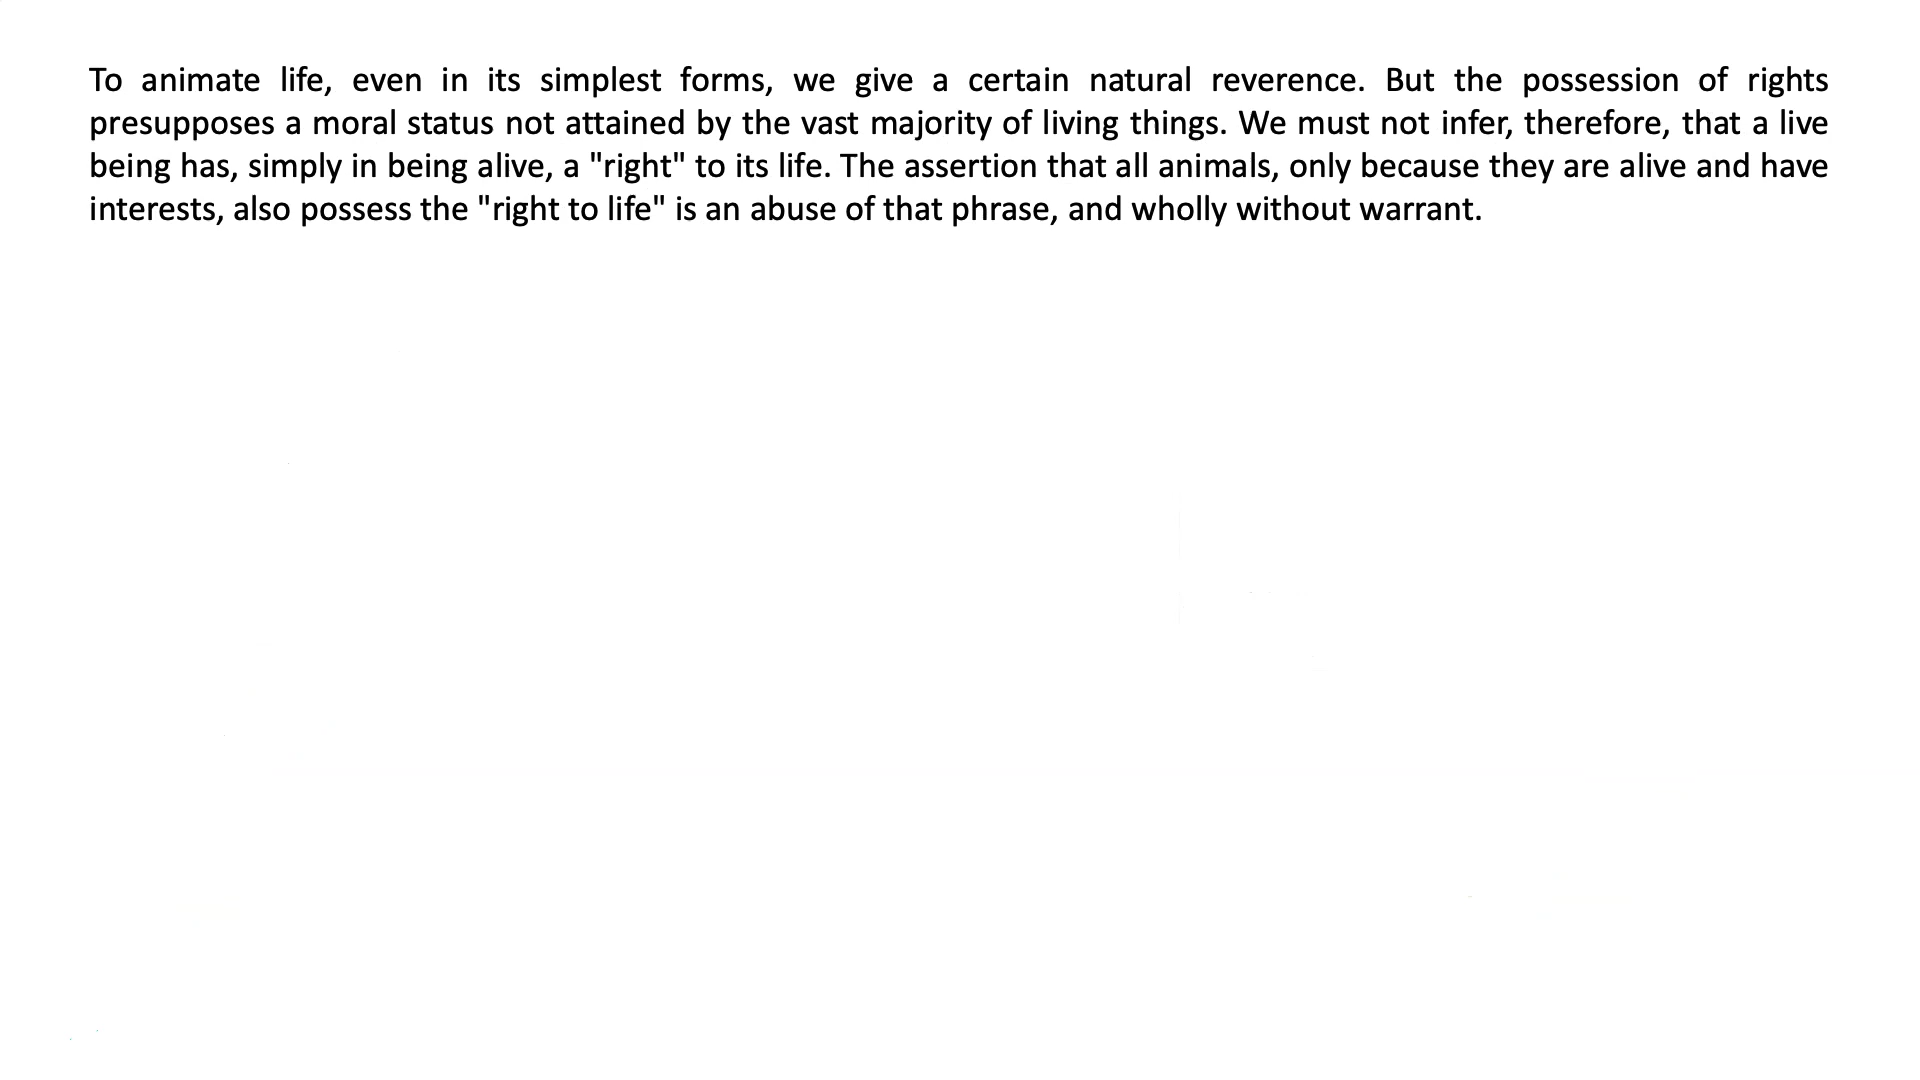 To animate life, even in its simplest forms, we give a certain natural reverence. But the possession of rights
presupposes a moral status not attained by the vast majority of living things. We must not infer, therefore, that a live
being has, simply in being alive, a "right" to its life. The assertion that all animals, only because they are alive and have
interests, also possess the "right to life" is an abuse of that phrase, and wholly without warrant.